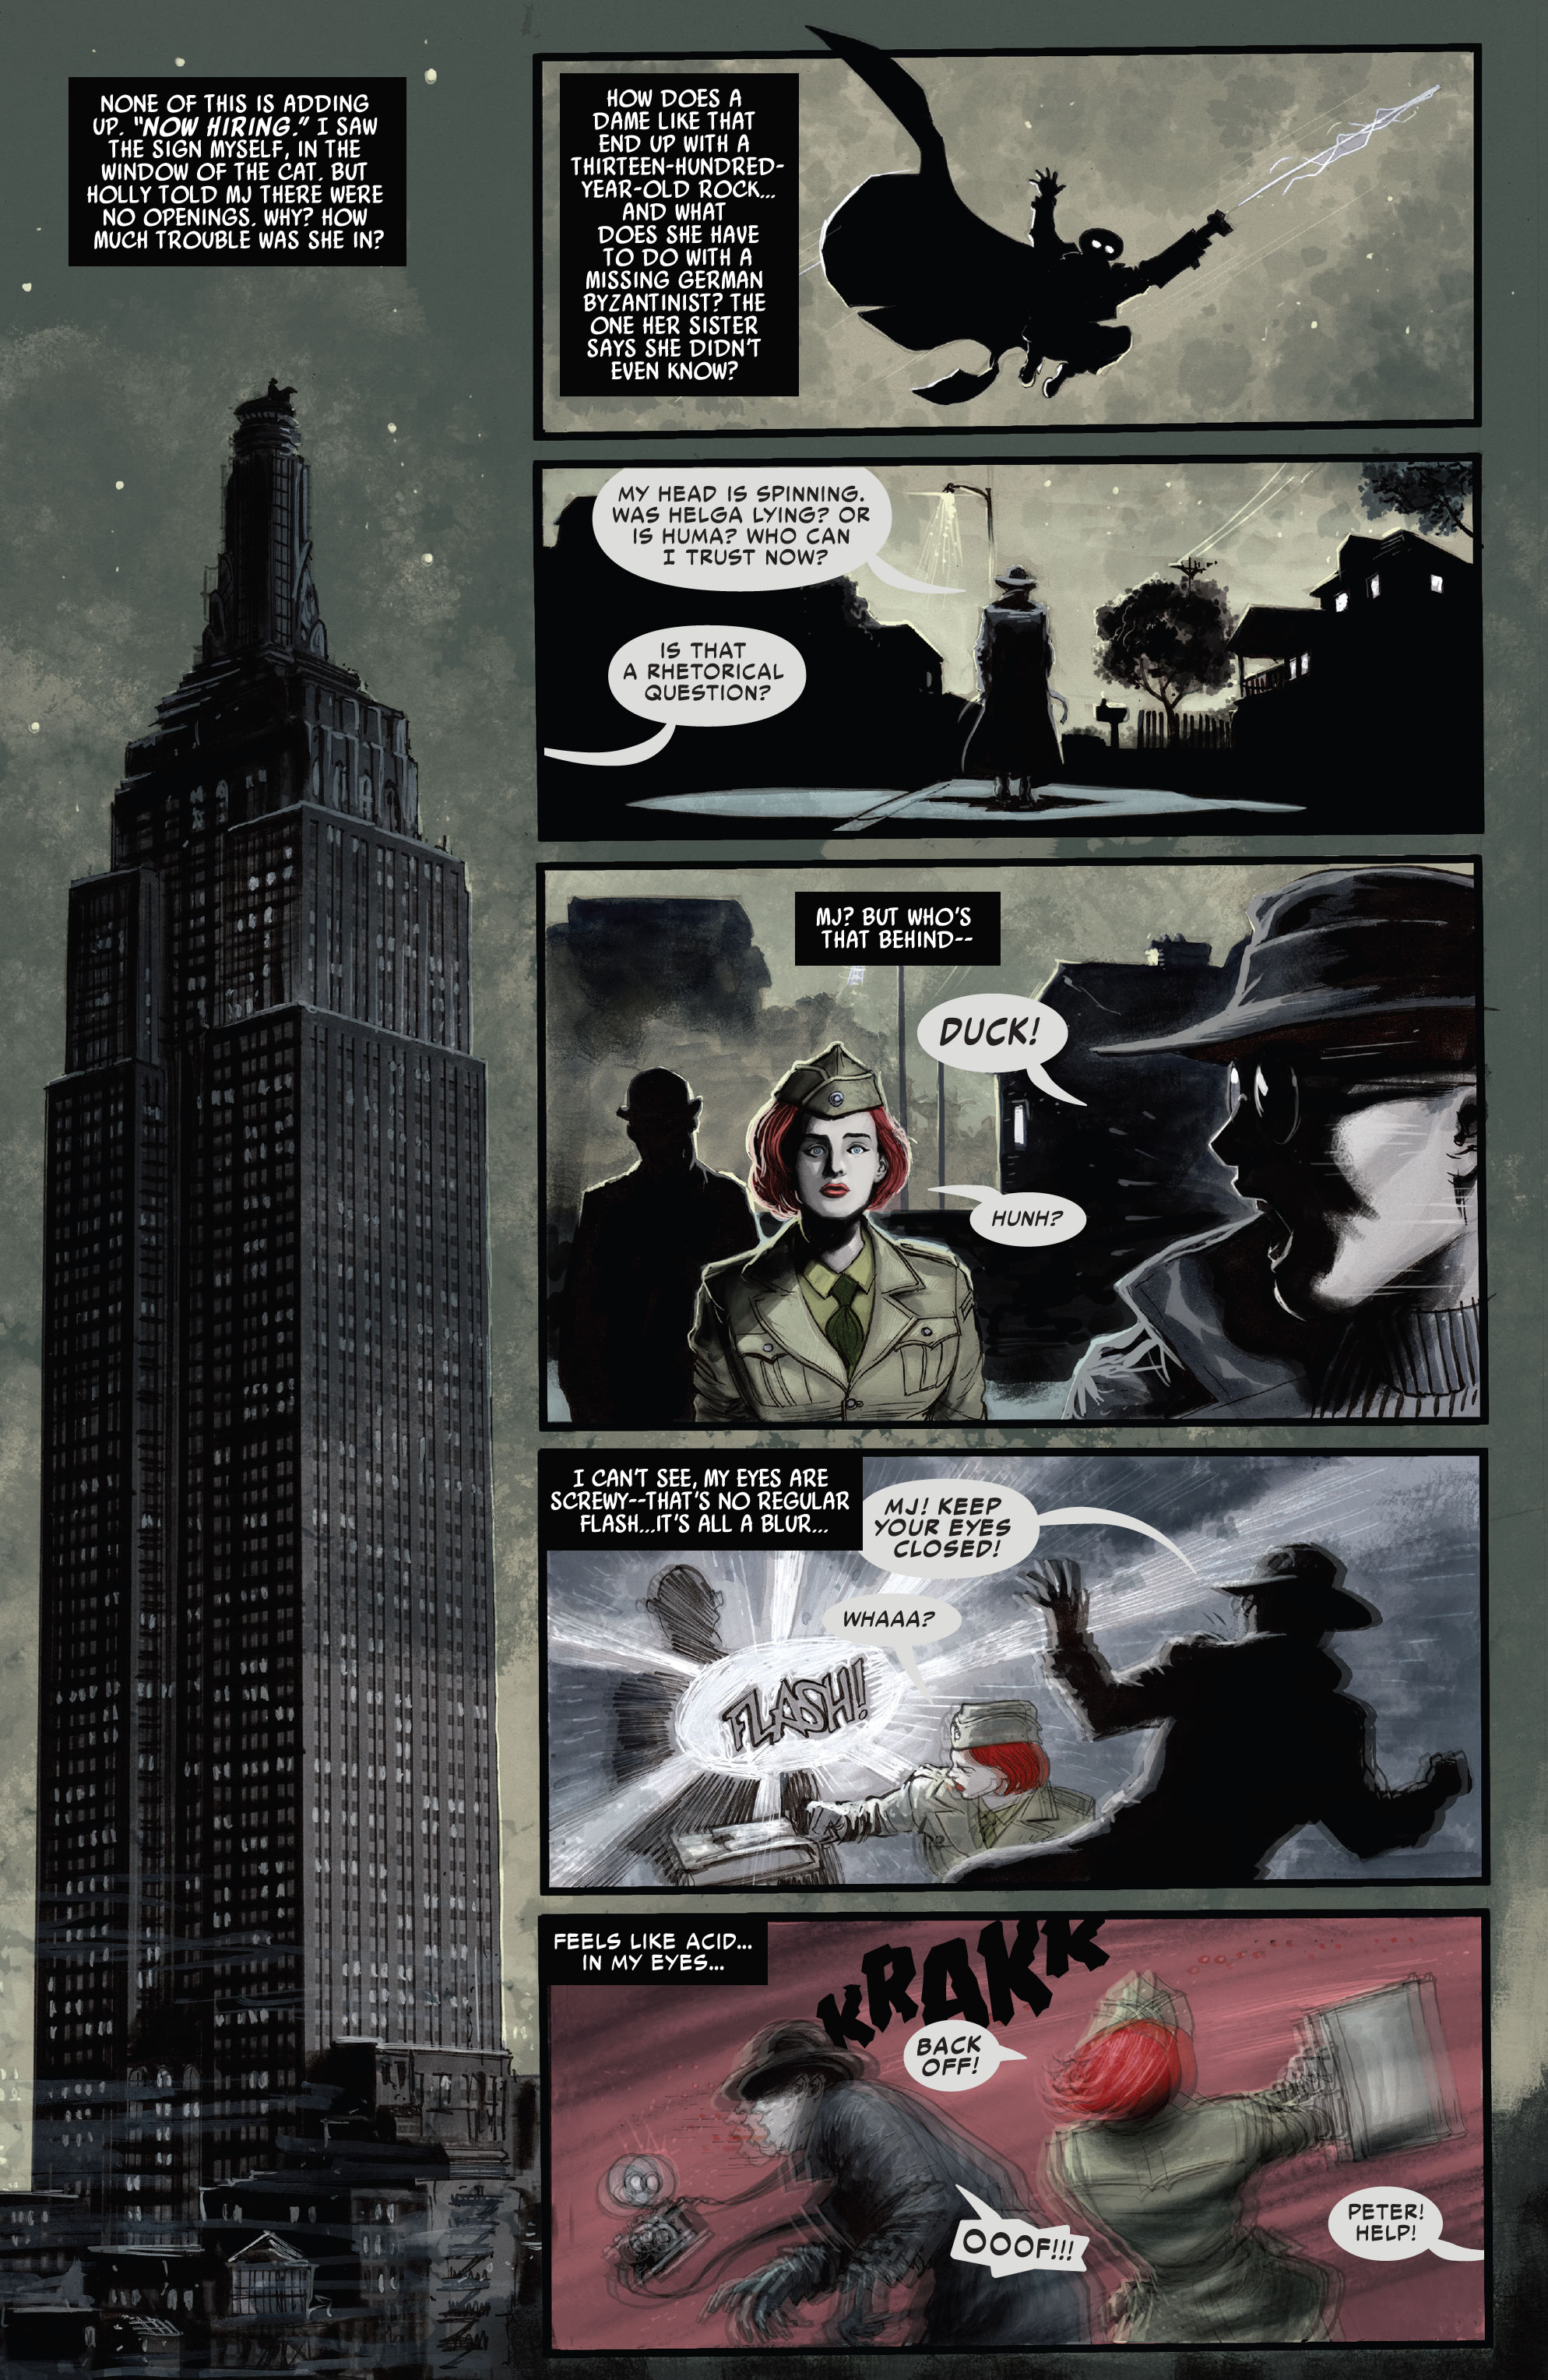 NONE OF THIS IS ADDING
UP. "NOW HIRING." I SAW
THE SIGN MYSELF, IN THE
WINDOW OF THE CAT. BUT
HOLLY TOLD MJ THERE WERE
NO OPENINGS. WHY? HOW
MUCH TROUBLE WAS SHE IN?
HOW DOES A
DAME LIKE THAT
END UP WITH A
THIRTEEN-HUNDRED-
YEAR-OLD ROCK...
AND WHAT
DOES SHE HAVE
TO DO WITH A
MISSING GERMAN
BYZANTINIST? THE
ONE HER SISTER
SAYS SHE DIDN'T
EVEN KNOW?
MY HEAD IS SPINNING.
WAS HELGA LYING? OR
IS HUMA? WHO CAN
I TRUST NOW?
IS THAT
A RHETORICAL
QUESTION?
MJ? BUT WHO'S
THAT BEHIND--
DUCK!
HUNH?
I CAN'T SEE, MY EYES ARE
SCREWY--THAT'S NO REGULAR
FLASH...IT'S ALL A BLUR...
MJ! KEEP
YOUR EYES
CLOSED!
WHAAA?
FLASH!
FEELS LIKE ACID...
IN MY EYES...
KRAKK
BACK
OFF!
OOOF!!!
PETER!
HELP!